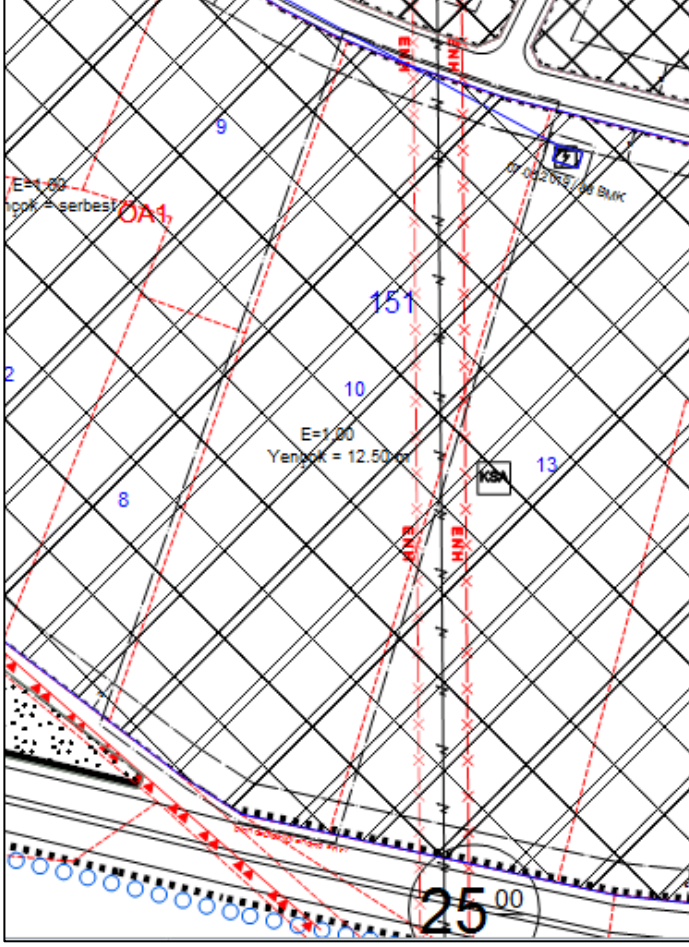 ENH
ENH
9
E=1.00
nçok = serbest
ÖA1
151
2
10
E=1.00
Yençok = 12.50 m
13
KSA
8
ENH
ENH
25 00